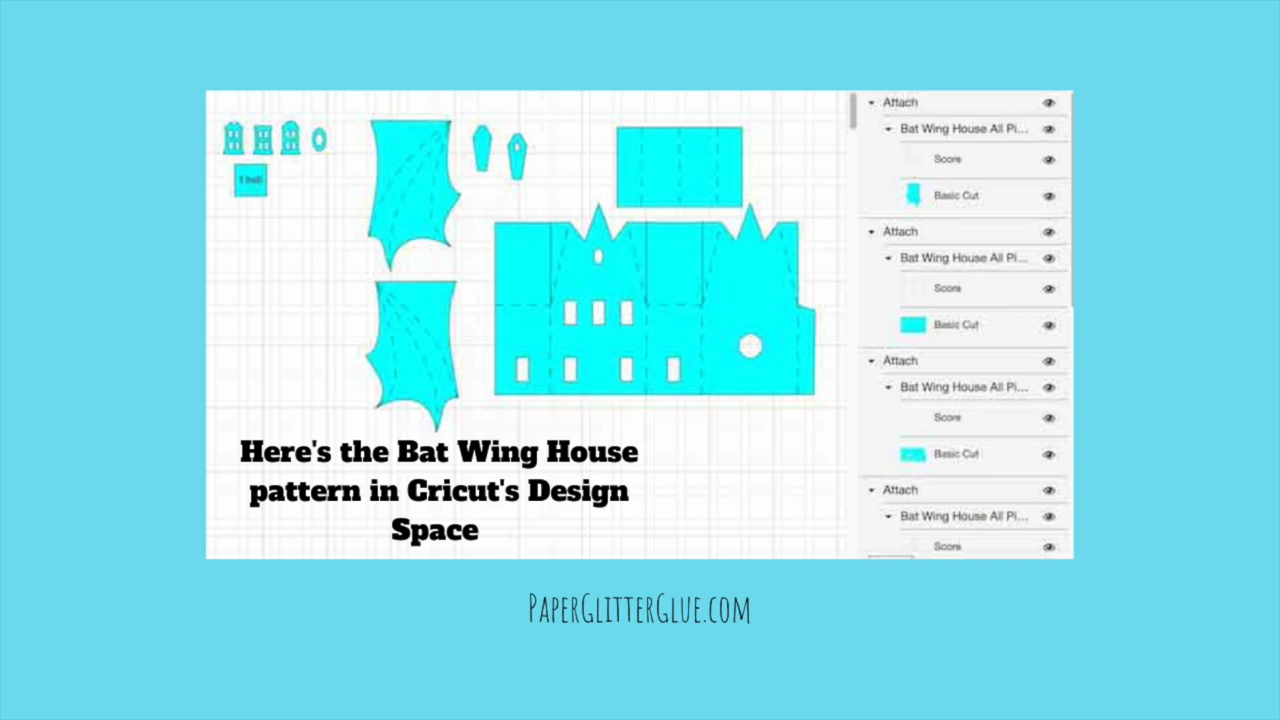 Attach
Bat Wing House All Pi...
Score
Basic Cut
Attach
Bat Wing House All Pi...
Score
Basic Cut
Attach
Bat Wing House All Pi...
Score
Basic Cut
Attach
Bat Wing House All Pi...
Score
1 Inch
Here's the Bat Wing House
pattern in Cricut's Design
Space
PaperGlitterGlue.com